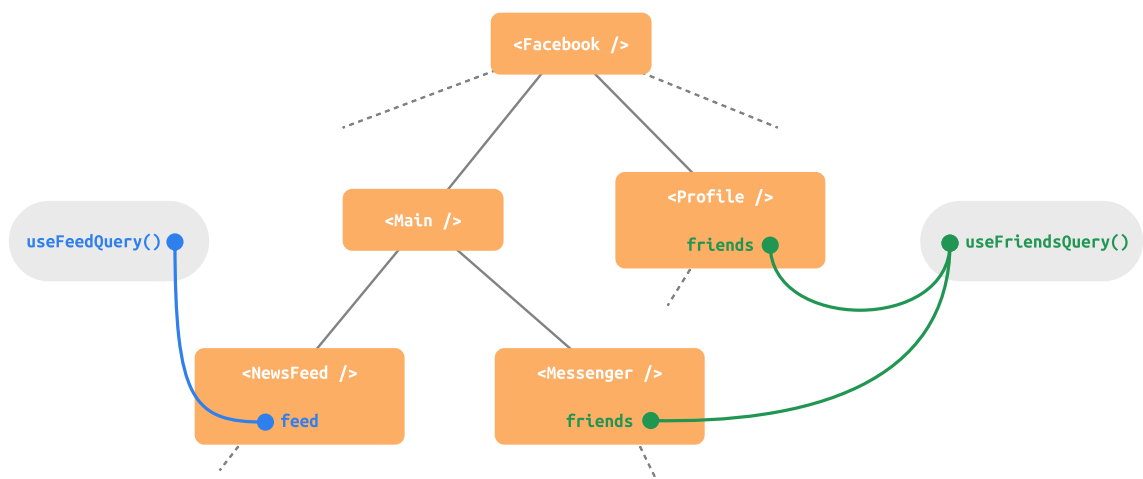 <Facebook />
<Profile />
<Main />
useFeedQuery()
friends
useFriendsQuery()
<NewsFeed />
<Messenger />
feed
friends